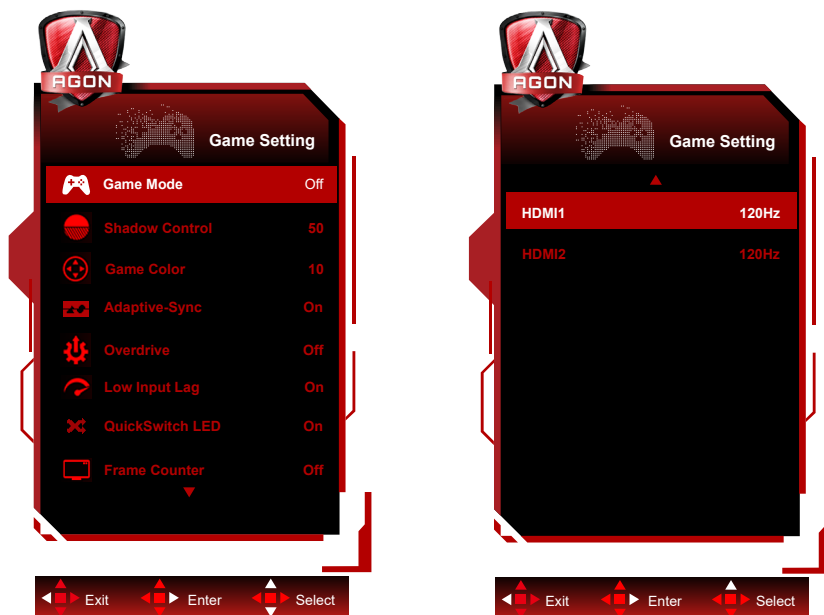 AGON
Game Setting
Game Mode Off
Shadow Control 50
Game Color 10
Adaptive-Sync On
Overdrive Off
Low Input Lag On
QuickSwitch LED On
Frame Counter Off
Exit Enter Select
AGON
Game Setting
HDMI1 120Hz
HDMI2 120Hz
Exit Enter Select